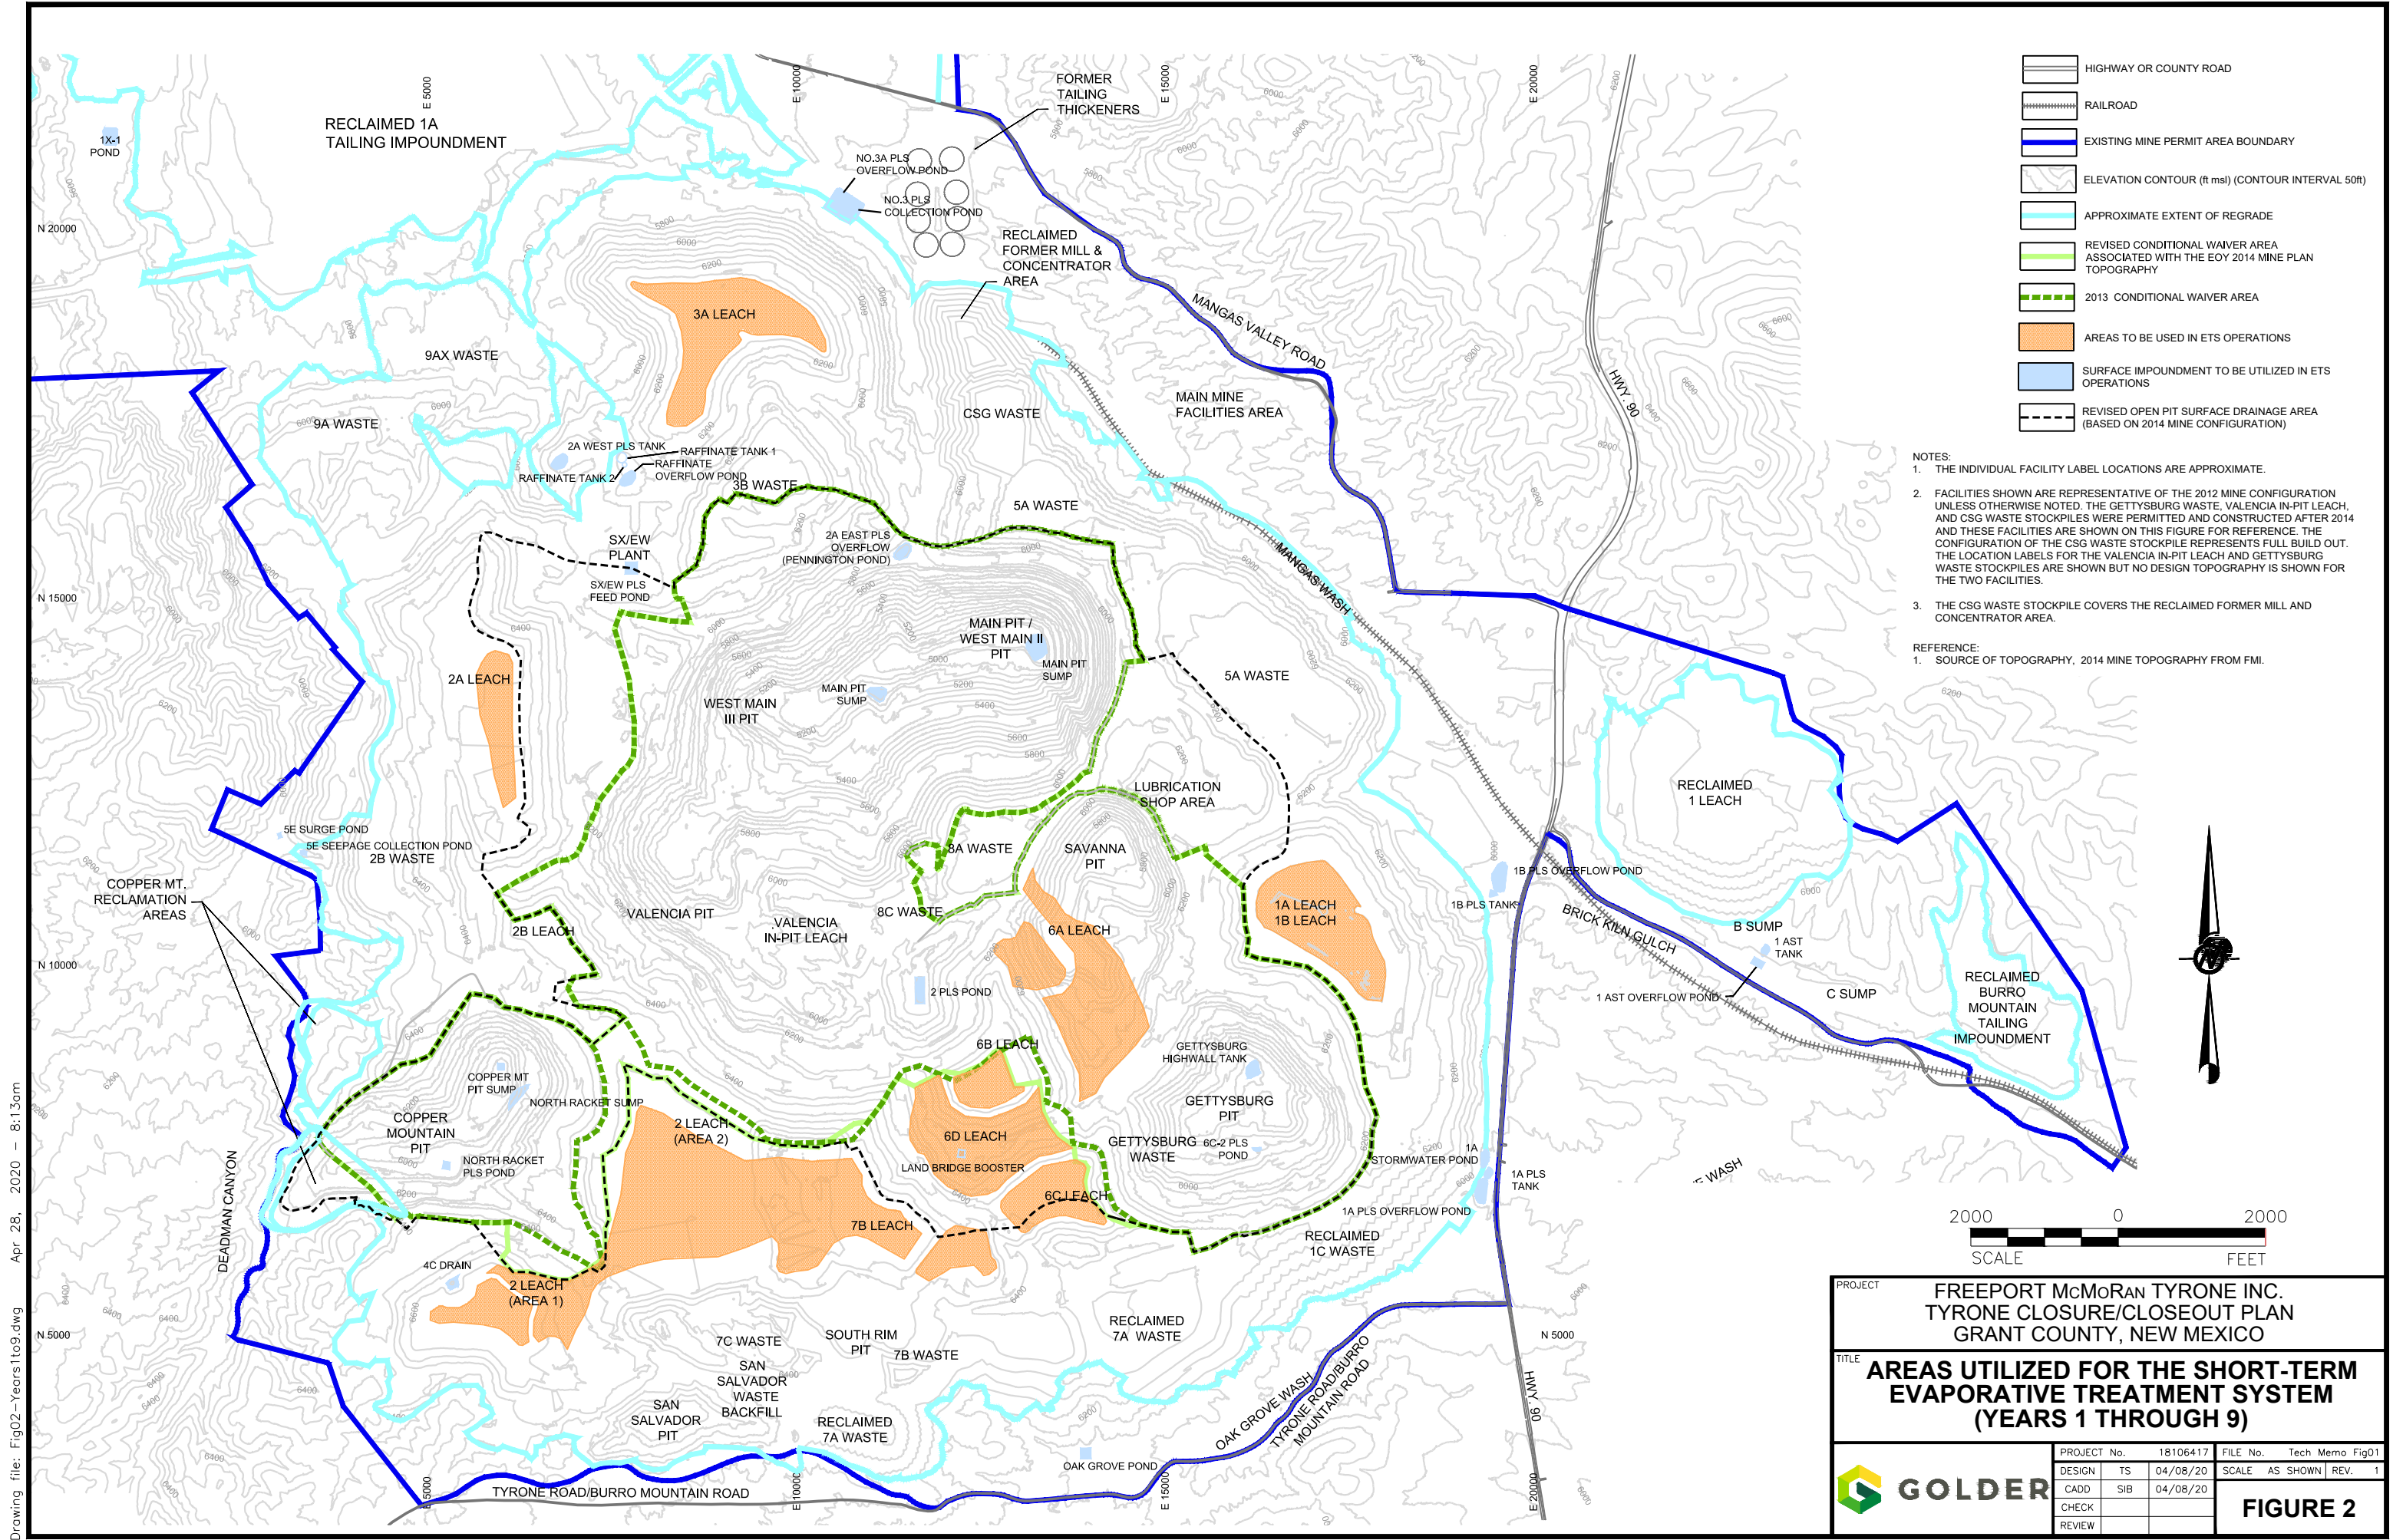 RECLAIMED 1A
TAILING IMPOUNDMENT
1X-1
POND
E 5000
E 10000
E 15000
E 20000
N 20000
N 15000
N 10000
N 5000
FORMER
TAILING
THICKENERS
NO.3A PLS
OVERFLOW POND
NO.3 PLS
COLLECTION POND
RECLAIMED
FORMER MILL &
CONCENTRATOR
AREA
3A LEACH
9AX WASTE
9A WASTE
CSG WASTE
MAIN MINE
FACILITIES AREA
MANGAS VALLEY ROAD
HWY. 90
2A WEST PLS TANK
RAFFINATE TANK 1
RAFFINATE
OVERFLOW POND
RAFFINATE TANK 2
3B WASTE
5A WASTE
SX/EW
PLANT
2A EAST PLS
OVERFLOW
(PENNINGTON POND)
SX/EW PLS
FEED POND
MANGAS WASH
MAIN PIT /
WEST MAIN II
PIT
MAIN PIT
SUMP
MAIN PIT
SUMP
5A WASTE
2A LEACH
WEST MAIN
III PIT
LUBRICATION
SHOP AREA
RECLAIMED
1 LEACH
5E SURGE POND
5E SEEPAGE COLLECTION POND
2B WASTE
8A WASTE
SAVANNA
PIT
COPPER MT.
RECLAMATION
AREAS
1B PLS OVERFLOW POND
1B PLS TANK
1A LEACH
1B LEACH
VALENCIA PIT
VALENCIA
IN-PIT LEACH
8C WASTE
2B LEACH
6A LEACH
BRICK KILN GULCH
B SUMP
1 AST
TANK
1 AST OVERFLOW POND
C SUMP
RECLAIMED
BURRO
MOUNTAIN
TAILING
IMPOUNDMENT
2 PLS POND
6B LEACH
GETTYSBURG
HIGHWALL TANK
GETTYSBURG
PIT
COPPER MT
PIT SUMP
NORTH RACKET SUMP
COPPER
MOUNTAIN
PIT
2 LEACH
(AREA 2)
6D LEACH
LAND BRIDGE BOOSTER
GETTYSBURG
WASTE
6C-2 PLS
POND
NORTH RACKET
PLS POND
1A
STORMWATER POND
1A PLS
TANK
1A PLS OVERFLOW POND
DEADMAN CANYON
7B LEACH
RECLAIMED
1C WASTE
4C DRAIN
2 LEACH
(AREA 1)
RECLAIMED
7A WASTE
7C WASTE
SOUTH RIM
PIT
7B WASTE
SAN
SALVADOR
WASTE
BACKFILL
SAN
SALVADOR
PIT
RECLAIMED
7A WASTE
OAK GROVE WASH
TYRONE ROAD/BURRO
MOUNTAIN ROAD
OAK GROVE POND
TYRONE ROAD/BURRO MOUNTAIN ROAD
N 5000
HWY. 90
E 10000
E 15000
E 20000
HIGHWAY OR COUNTY ROAD
RAILROAD
EXISTING MINE PERMIT AREA BOUNDARY
ELEVATION CONTOUR (ft msl) (CONTOUR INTERVAL 50ft)
APPROXIMATE EXTENT OF REGRADE
REVISED CONDITIONAL WAIVER AREA
ASSOCIATED WITH THE EOY 2014 MINE PLAN
TOPOGRAPHY
2013 CONDITIONAL WAIVER AREA
AREAS TO BE USED IN ETS OPERATIONS
SURFACE IMPOUNDMENT TO BE UTILIZED IN ETS
OPERATIONS
REVISED OPEN PIT SURFACE DRAINAGE AREA
(BASED ON 2014 MINE CONFIGURATION)
NOTES:
1. THE INDIVIDUAL FACILITY LABEL LOCATIONS ARE APPROXIMATE.
2. FACILITIES SHOWN ARE REPRESENTATIVE OF THE 2012 MINE CONFIGURATION
UNLESS OTHERWISE NOTED. THE GETTYSBURG WASTE, VALENCIA IN-PIT LEACH,
AND CSG WASTE STOCKPILES WERE PERMITTED AND CONSTRUCTED AFTER 2014
AND THESE FACILITIES ARE SHOWN ON THIS FIGURE FOR REFERENCE. THE
CONFIGURATION OF THE CSG WASTE STOCKPILE REPRESENTS FULL BUILD OUT.
THE LOCATION LABELS FOR THE VALENCIA IN-PIT LEACH AND GETTYSBURG
WASTE STOCKPILES ARE SHOWN BUT NO DESIGN TOPOGRAPHY IS SHOWN FOR
THE TWO FACILITIES.
3. THE CSG WASTE STOCKPILE COVERS THE RECLAIMED FORMER MILL AND
CONCENTRATOR AREA.
REFERENCE:
1. SOURCE OF TOPOGRAPHY, 2014 MINE TOPOGRAPHY FROM FMI.
2000 0 2000
SCALE FEET
PROJECT
FREEPORT McMoRAN TYRONE INC.
TYRONE CLOSURE/CLOSEOUT PLAN
GRANT COUNTY, NEW MEXICO
TITLE
AREAS UTILIZED FOR THE SHORT-TERM
EVAPORATIVE TREATMENT SYSTEM
(YEARS 1 THROUGH 9)
GOLDER
PROJECT No. 18106417 FILE No. Tech Memo Fig01
DESIGN TS 04/08/20 SCALE AS SHOWN REV. 1
CADD SIB 04/08/20
CHECK
REVIEW
FIGURE 2
Drawing file: Fig02-Years1to9.dwg Apr 28, 2020 - 8:13am